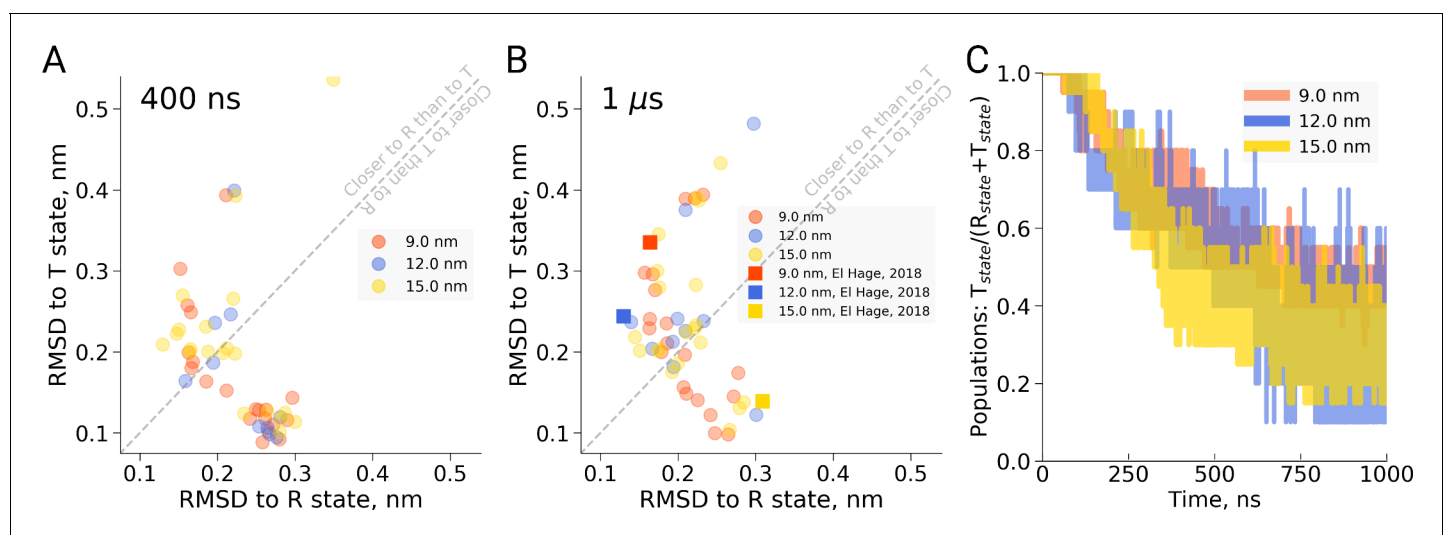 A
400 ns
RMSD to T state, nm
0.5
0.4
0.3
0.2
0.1
Closer to R than to T
Closer to T than to R
9.0 nm
12.0 nm
15.0 nm
0.1 0.2 0.3 0.4 0.5
RMSD to R state, nm
B
1 μs
RMSD to T state, nm
0.5
0.4
0.3
0.2
0.1
Closer to R than to T
Closer to T than to R
9.0 nm
12.0 nm
15.0 nm
9.0 nm, El Hage, 2018
12.0 nm, El Hage, 2018
15.0 nm, El Hage, 2018
0.1 0.2 0.3 0.4 0.5
RMSD to R state, nm
C
Populations: Tstate/(Rstate+Tstate)
1.0
0.8
0.6
0.4
0.2
0.0
9.0 nm
12.0 nm
15.0 nm
0 250 500 750 1000
Time, ns